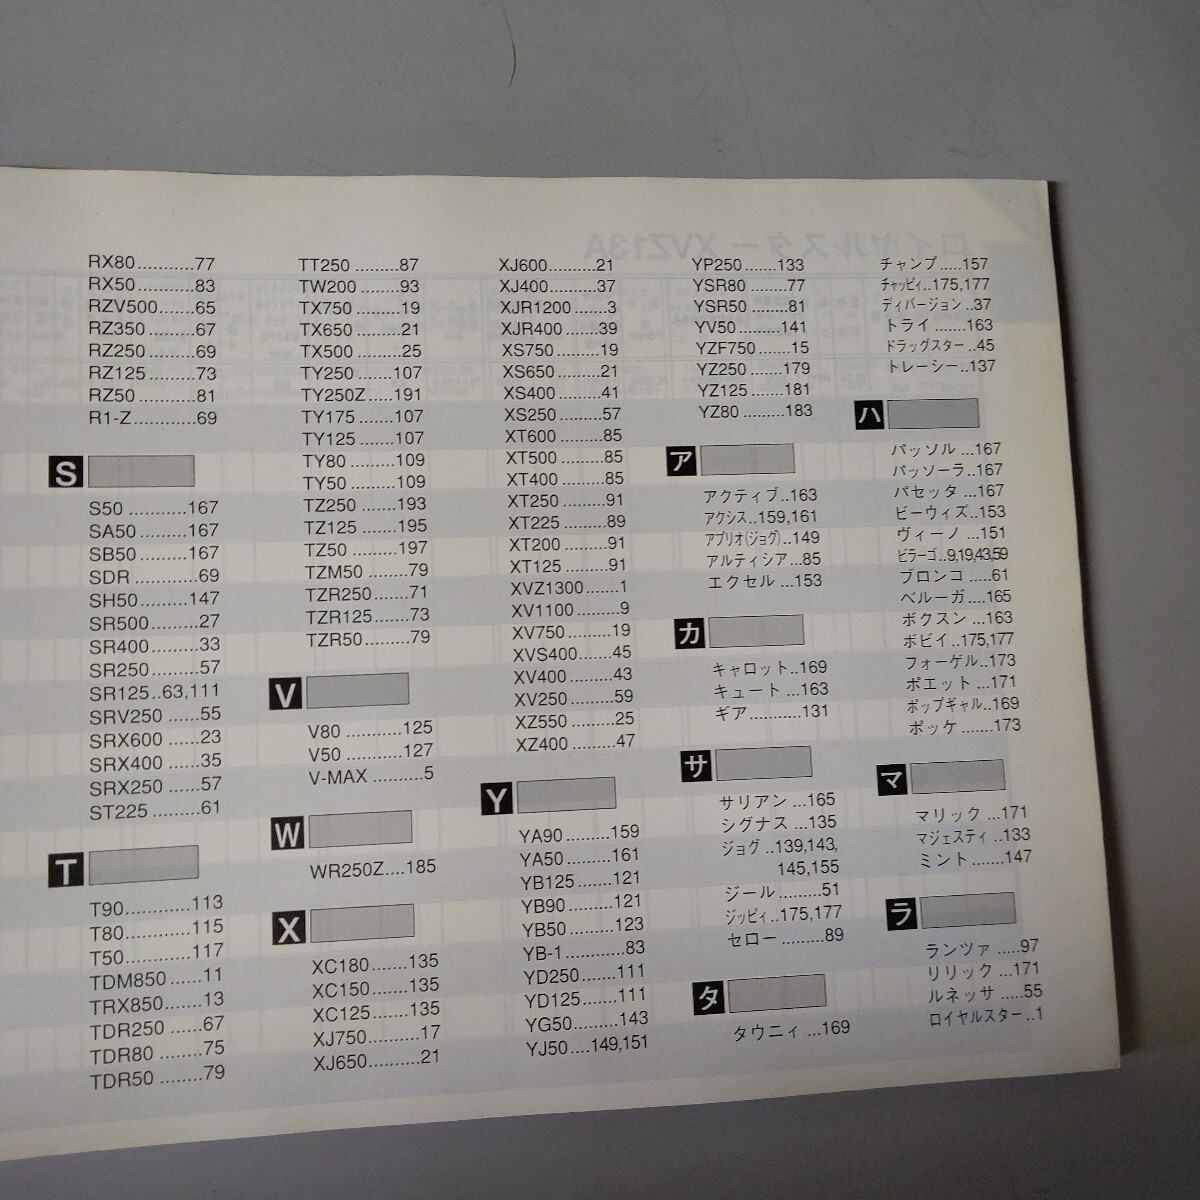 RX80...........77
RX50...........83
RZV500.......65
RZ350.........67
RZ250.........69
RZ125.........73
RZ50...........81
R1-Z............69
S
S50 ...........167
SA50.........167
SB50.........167
SDR ............69
SH50.........147
SR500.........27
SR400.........33
SR250.........57
SR125..63,111
SRV250 ......55
SRX600 ......23
SRX400 ......35
SRX250 ......57
ST225 .........61
T
T90............113
T80............115
T50............117
TDM850......11
TRX850.......13
TDR250 ......67
TDR80 ........75
TDR50 ........79
TT250 ........87
TW200 ........93
TX750 .........19
TX650 .........21
TX500 .........25
TY250 .......107
TY250Z.....191
TY175 .......107
TY125 .......107
TY80 .........109
TY50 .........109
TZ250 .......193
TZ125 .......195
TZ50 .........197
TZM50 ........79
TZR250.......71
TZR125.......73
TZR50.........79
V
V80 ...........125
V50 ...........127
V-MAX ..........5
W
WR250Z....185
X
XC180.......135
XC150.......135
XC125.......135
XJ750..........17
XJ650..........21
XJ600.........21
XJ400.........37
XJR1200 ......3
XJR400 ......39
XS750 ........19
XS650 ........21
XS400 ........41
XS250 ........57
XT600 ........85
XT500 ........85
XT400 ........85
XT250 ........91
XT225 ........89
XT200 ........91
XT125 ........91
XVZ1300.......1
XV1100 ........9
XV750 .........19
XVS400.......45
XV400 .........43
XV250 .........59
XZ550 .........25
XZ400 .........47
Y
YA90.........159
YA50.........161
YB125.......121
YB90.........121
YB50.........123
YB-1............83
YD250.......111
YD125.......111
YG50.........143
YJ50....149,151
YP250.......133
YSR80 ........77
YSR50 ........81
YV50.........141
YZF750.......15
YZ250 .......179
YZ125 .......181
YZ80 .........183
ア
アクティブ..163
アクシス..159,161
アプリオ(ジョグ)..149
アルティシア...85
エクセル ...153
カ
キャロット..169
キュート ...163
ギア...........131
サ
サリアン ...165
シグナス ...135
ジョグ..139,143,
145,155
ジール.........51
ジッピィ..175,177
セロー .........89
タ
タウニィ ...169
チャンプ .....157
チャッピィ..175,177
ディバージョン ..37
トライ .......163
ドラッグスター ..45
トレーシー..137
ハ
パッソル ...167
パッソーラ..167
パセッタ ...167
ビーウィズ..153
ヴィーノ ...151
ビラーゴ..9,19,43,59
ブロンコ .....61
ベルーガ....165
ボクスン ...163
ボビイ..175,177
フォーゲル..173
ポエット ...171
ポップギャル..169
ポッケ .......173
マ
マリック ...171
マジェスティ ..133
ミント.......147
ラ
ランツァ .....97
リリック ...171
ルネッサ .....55
ロイヤルスター..1
ロイヤルスター XVZ13A